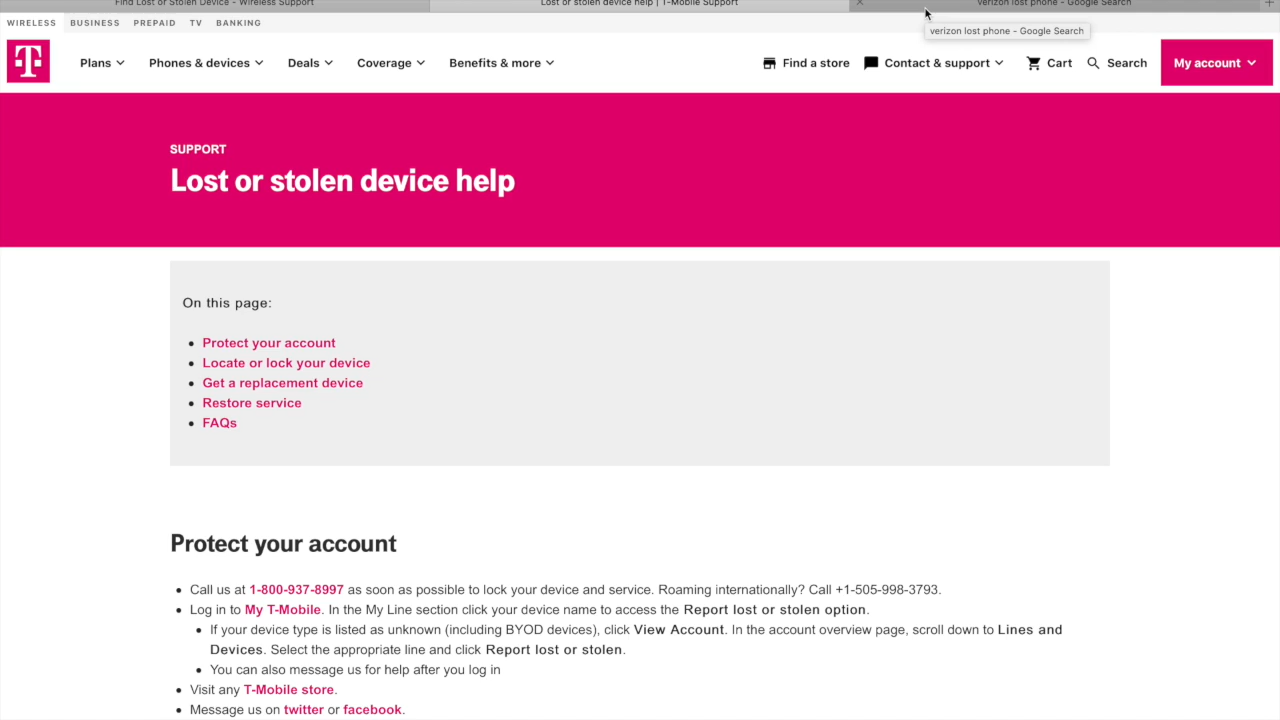 Find Lost or Stolen Device - Wireless Support
Lost or stolen device help | T-Mobile Support
verizon lost phone - Google Search
WIRELESS BUSINESS PREPAID TV BANKING
verizon lost phone - Google Search
T Plans Phones & devices Deals Coverage Benefits & more Find a store Contact & support Cart Search My account
SUPPORT
Lost or stolen device help
On this page:
Protect your account
Locate or lock your device
Get a replacement device
Restore service
FAQs
Protect your account
Call us at 1-800-937-8997 as soon as possible to lock your device and service. Roaming internationally? Call +1-505-998-3793.
Log in to My T-Mobile. In the My Line section click your device name to access the Report lost or stolen option.
If your device type is listed as unknown (including BYOD devices), click View Account. In the account overview page, scroll down to Lines and
Devices. Select the appropriate line and click Report lost or stolen.
You can also message us for help after you log in
Visit any T-Mobile store.
Message us on twitter or facebook.